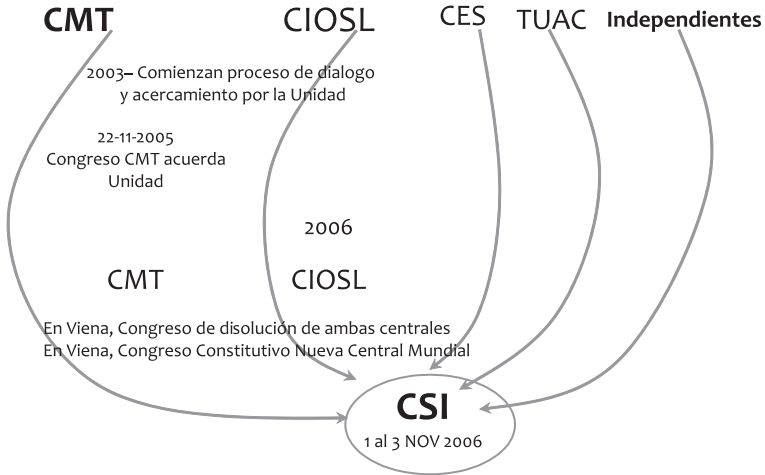 CMT CIOSL CES TUAC Independientes
2003– Comienzan proceso de dialogo
y acercamiento por la Unidad
22-11-2005
Congreso CMT acuerda
Unidad
2006
CMT CIOSL
En Viena, Congreso de disolución de ambas centrales
En Viena, Congreso Constitutivo Nueva Central Mundial
CSI
1 al 3 NOV 2006